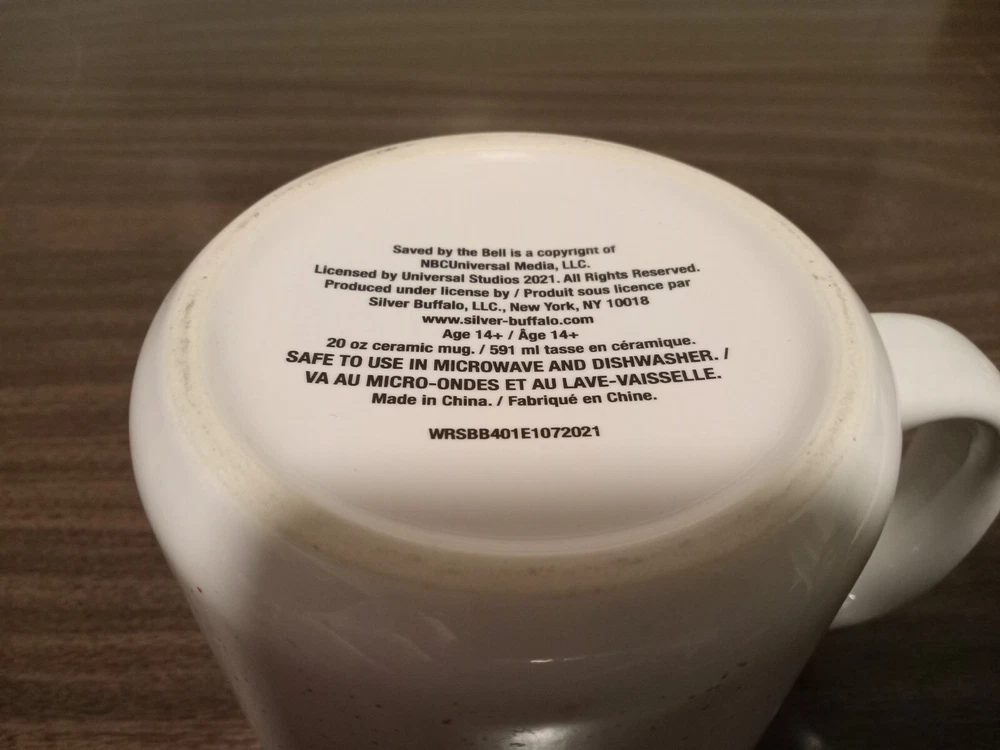 Saved by the Bell is a copyright of
NBCUniversal Media, LLC.
Licensed by Universal Studios 2021. All Rights Reserved.
Produced under license by / Produit sous licence par
Silver Buffalo, LLC., New York, NY 10018
www.silver-buffalo.com
Age 14+ / Âge 14+
20 oz ceramic mug. / 591 ml tasse en céramique.
SAFE TO USE IN MICROWAVE AND DISHWASHER. /
VA AU MICRO-ONDES ET AU LAVE-VAISSELLE.
Made in China. / Fabriqué en Chine.
WRSBB401E1072021